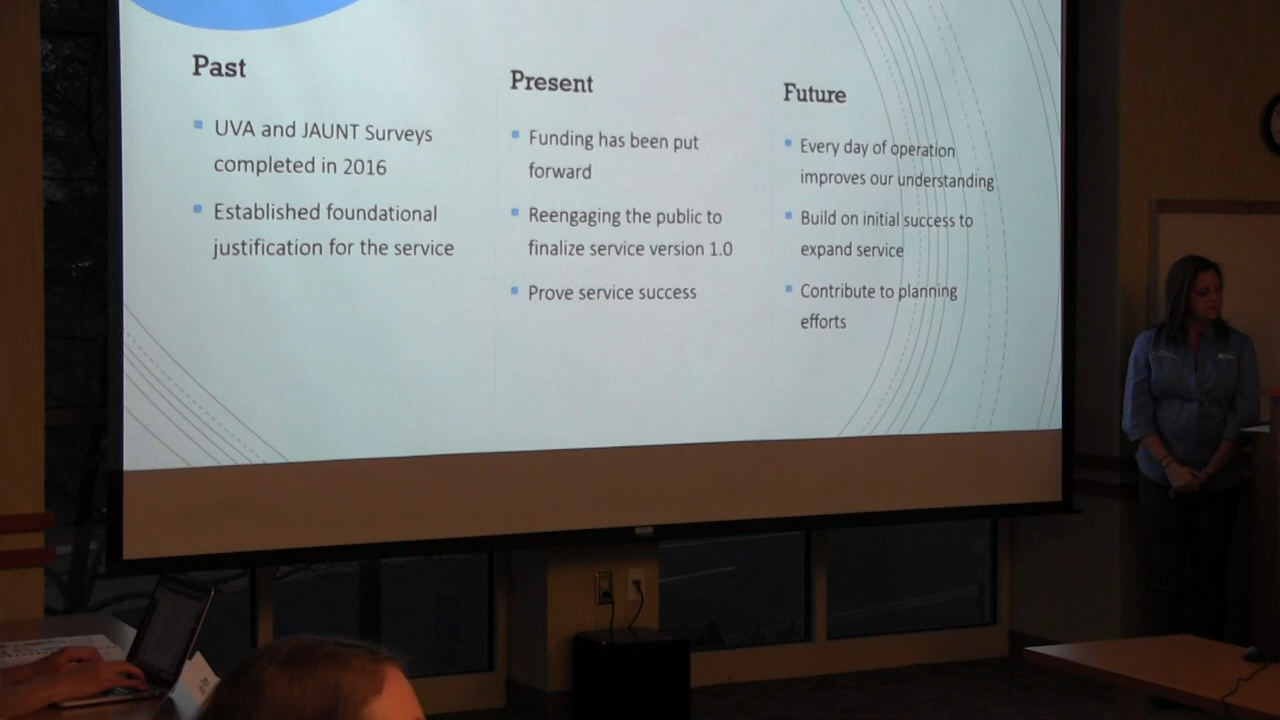 Past
UVA and JAUNT Surveys
completed in 2016
Established foundational
justification for the service
Present
Funding has been put
forward
Reengaging the public to
finalize service version 1.0
Prove service success
Future
Every day of operation
improves our understanding
Build on initial success to
expand service
Contribute to planning
efforts